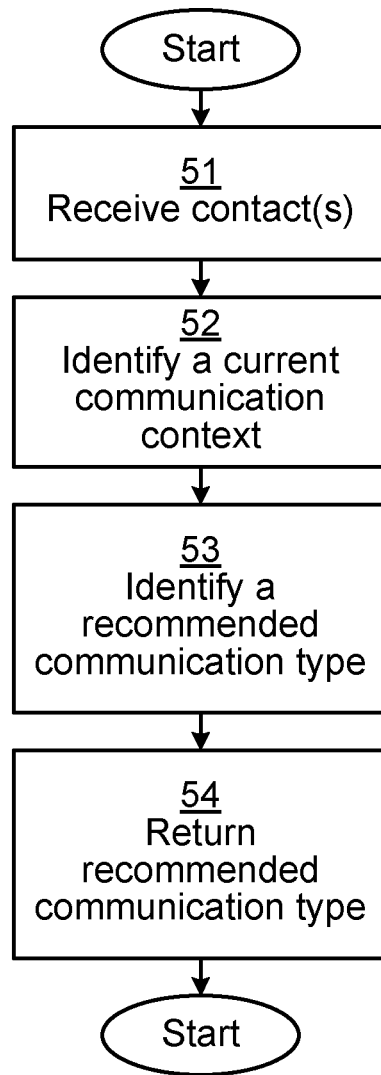 Start
51
Receive contact(s)
52
Identify a current
communication
context
53
Identify a
recommended
communication type
54
Return
recommended
communication type
Start